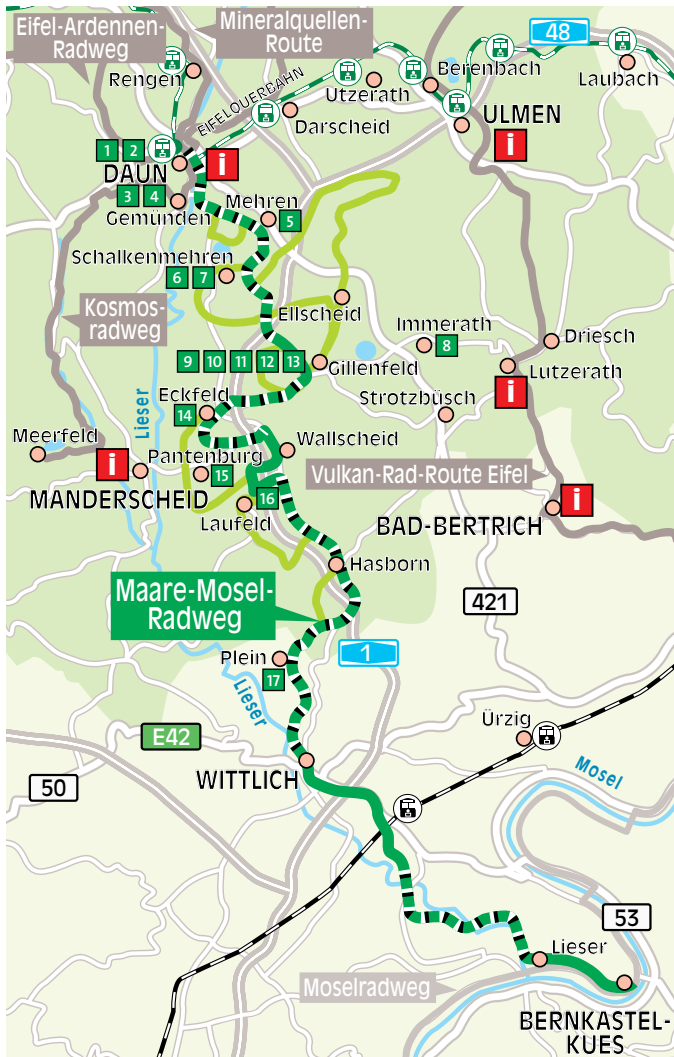 Eifel-Ardennen-
Radweg
Mineralquellen-
Route
48
Rengen
EIFELQUERBAHN
Utzerath
Berenbach
Laubach
Darscheid
ULMEN
i
1 2
DAUN
i
3 4
Gemünden
Mehren
5
Schalkenmehren
6 7
Ellscheid
Kosmos-
radweg
Immerath
8
Driesch
9 10 11 12 13
Gillenfeld
Lutzerath
i
Lieser
Eckfeld
14
Strotzbüsch
Meerfeld
i
Wallscheid
Pantenburg
15
Vulkan-Rad-Route Eifel
MANDERSCHEID
16
Laufeld
i
BAD-BERTRICH
Hasborn
Maare-Mosel-
Radweg
421
1
Plein
17
Lieser
Ürzig
E42
WITTLICH
50
Mosel
53
Lieser
Moselradweg
BERNKASTEL-
KUES